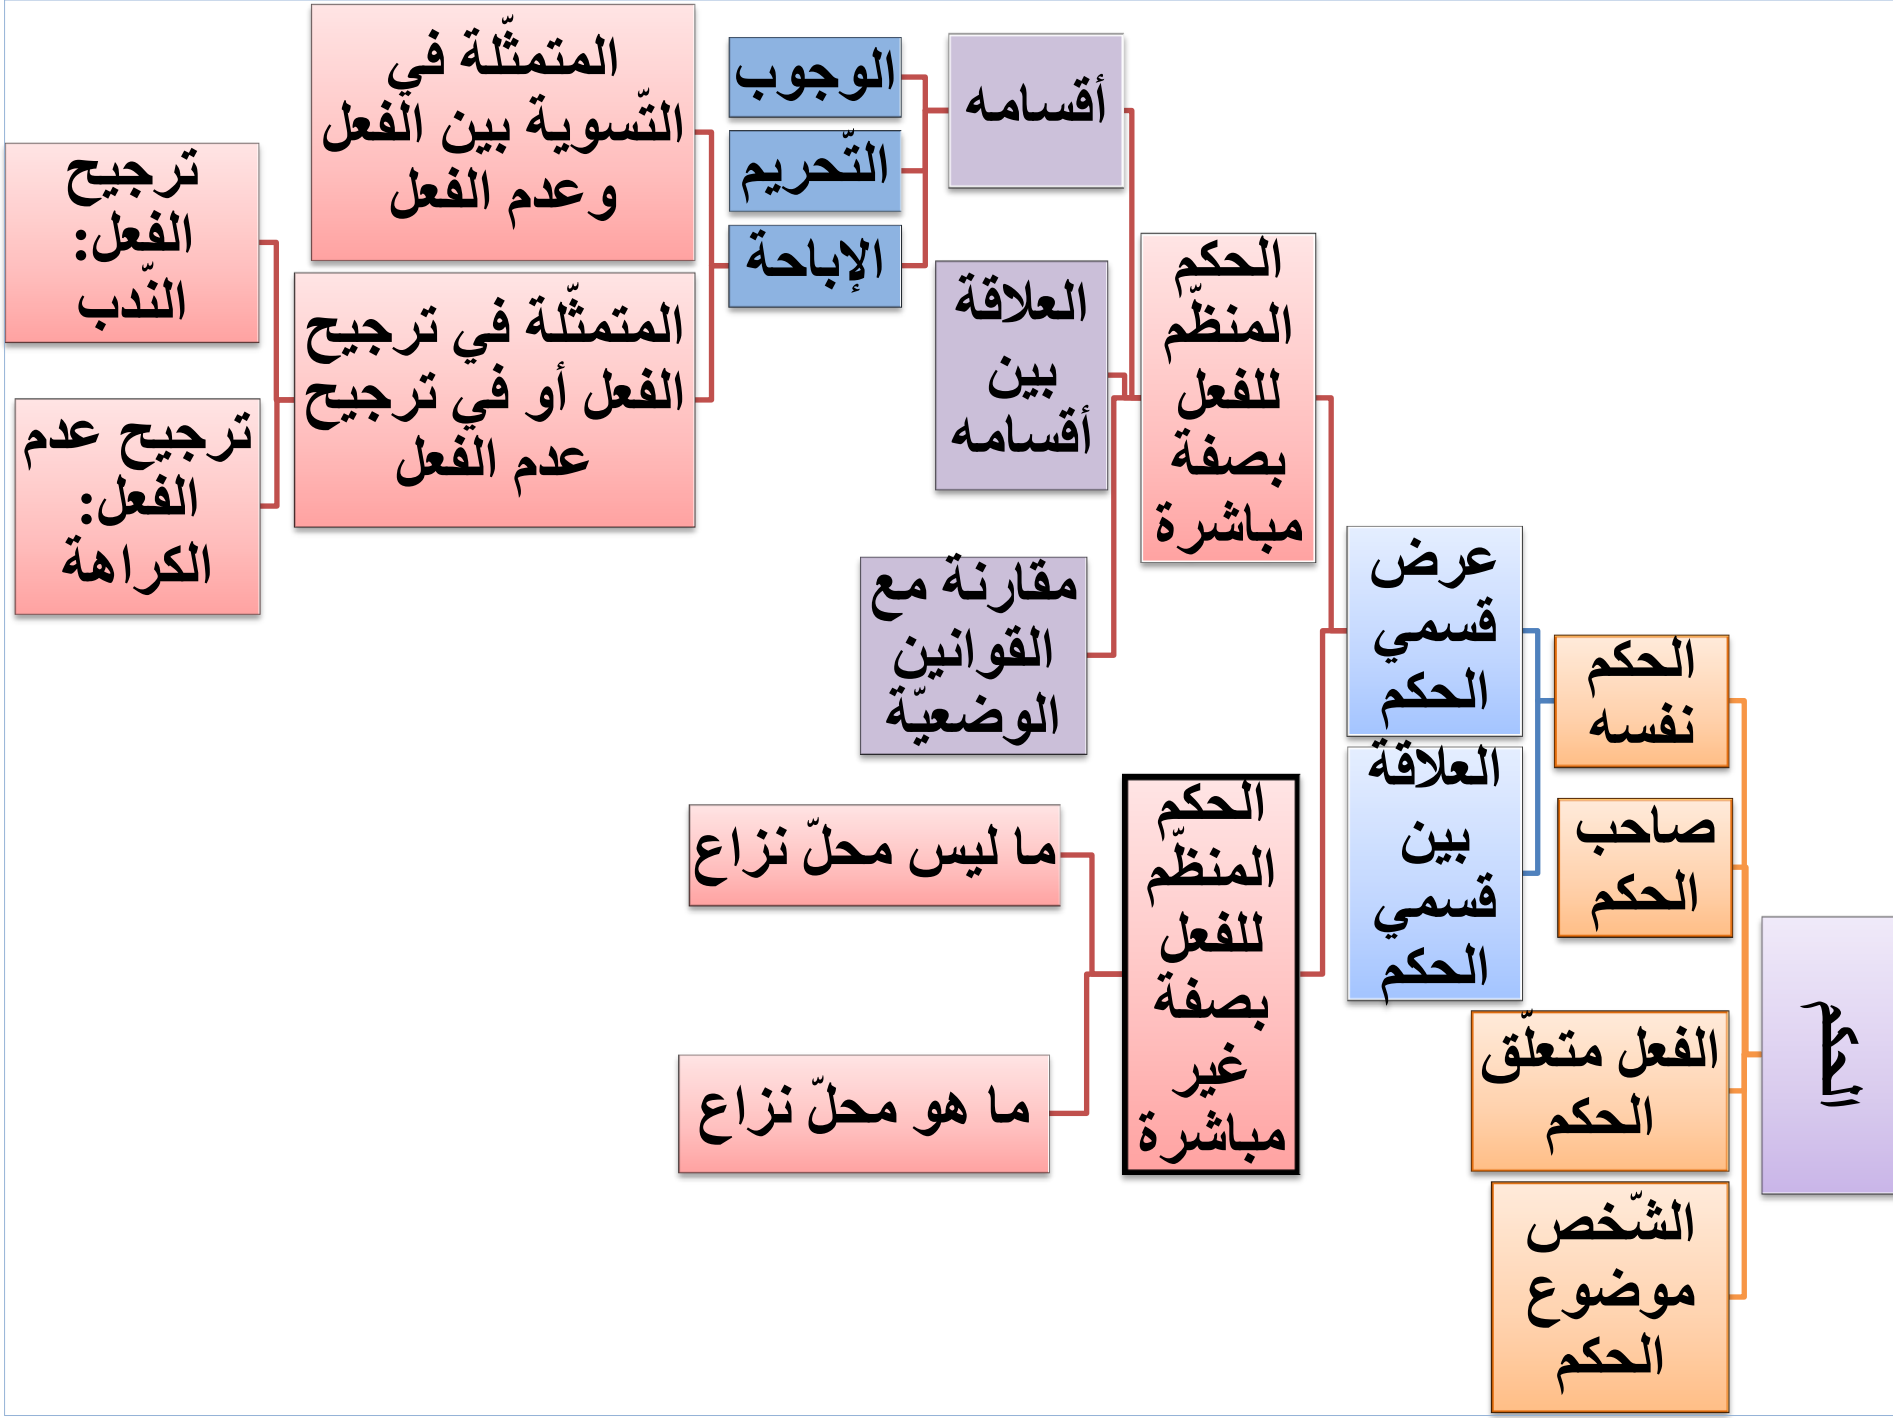 الحكم
الحكم
نفسه
صاحب
الحكم
الفعل متعلّق
الحكم
الشّخص
موضوع
الحكم
عرض
قسمي
الحكم
العلاقة
بين
قسمي
الحكم
الحكم
المنظّم
للفعل
بصفة
مباشرة
الحكم
المنظّم
للفعل
بصفة
غير
مباشرة
أقسامه
العلاقة
بين
أقسامه
مقارنة مع
القوانين
الوضعيّة
الوجوب
التّحريم
الإباحة
المتمثّلة في
التّسوية بين الفعل
وعدم الفعل
المتمثّلة في ترجيح
الفعل أو في ترجيح
عدم الفعل
ترجيح
الفعل:
النّدب
ترجيح عدم
الفعل:
الكراهة
ما ليس محلّ نزاع
ما هو محلّ نزاع